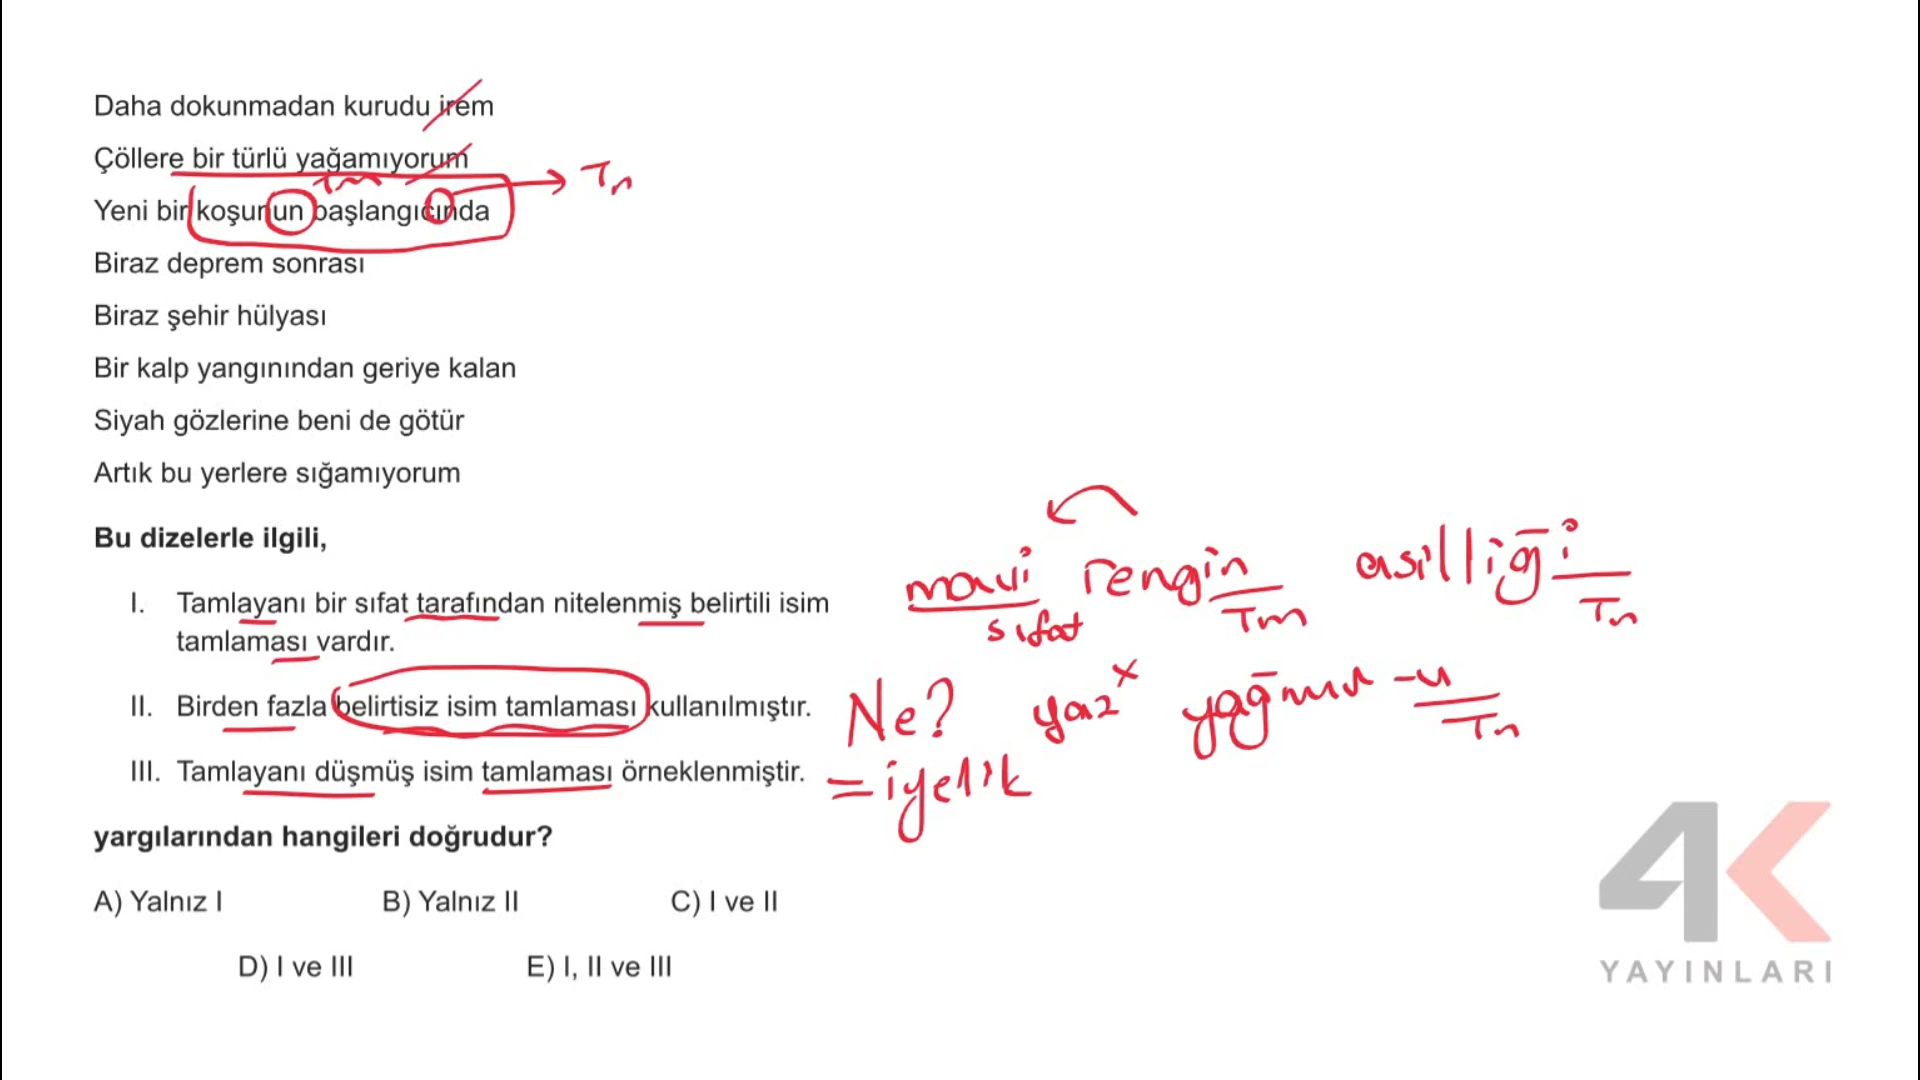 Daha dokunmadan kurudu irem
Çöllere bir türlü yağamıyorum
Tm
Tn
Yeni bir koşunun başlangıcında
Biraz deprem sonrası
Biraz şehir hülyası
Bir kalp yangınından geriye kalan
Siyah gözlerine beni de götür
Artık bu yerlere sığamıyorum
Bu dizelerle ilgili,
I. Tamlayanı bir sıfat tarafından nitelenmiş belirtili isim
tamlaması vardır.
mavi rengin asilliği
sıfat Tm Tn
II. Birden fazla belirtisiz isim tamlaması kullanılmıştır.
Ne? yaz x yağmur -u
Tn
III. Tamlayanı düşmüş isim tamlaması örneklenmiştir.
= iyelik
yargılarından hangileri doğrudur?
A) Yalnız I B) Yalnız II C) I ve II
D) I ve III E) I, II ve III
4K
YAYINLARI